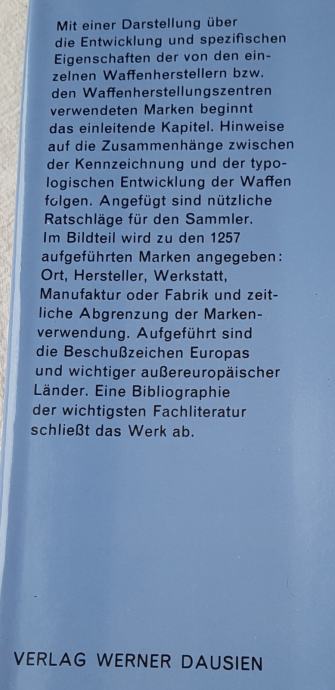 Mit einer Darstellung über
die Entwicklung und spezifischen
Eigenschaften der von den ein-
zelnen Waffenherstellern bzw.
den Waffenherstellungszentren
verwendeten Marken beginnt
das einleitende Kapitel. Hinweise
auf die Zusammenhänge zwischen
der Kennzeichnung und der typo-
logischen Entwicklung der Waffen
folgen. Angefügt sind nützliche
Ratschläge für den Sammler.
Im Bildteil wird zu den 1257
aufgeführten Marken angegeben:
Ort, Hersteller, Werkstatt,
Manufaktur oder Fabrik und zeit-
liche Abgrenzung der Marken-
verwendung. Aufgeführt sind
die Beschußzeichen Europas
und wichtiger außereuropäischer
Länder. Eine Bibliographie
der wichtigsten Fachliteratur
schließt das Werk ab.
VERLAG WERNER DAUSIEN